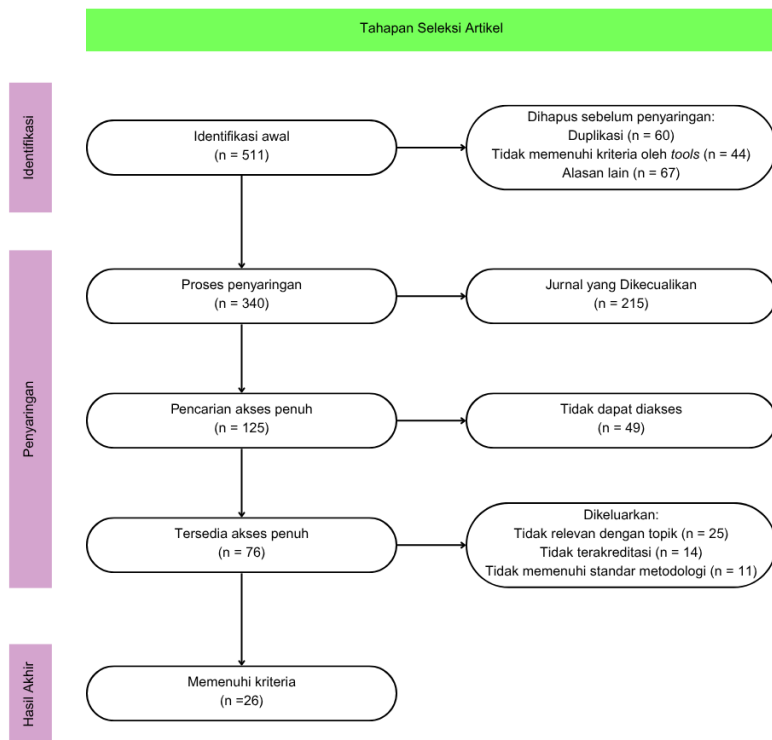 Tahapan Seleksi Artikel
Identifikasi
Identifikasi awal
(n = 511)
Dihapus sebelum penyaringan:
Duplikasi (n = 60)
Tidak memenuhi kriteria oleh tools (n = 44)
Alasan lain (n = 67)
Penyaringan
Proses penyaringan
(n = 340)
Jurnal yang Dikecualikan
(n = 215)
Pencarian akses penuh
(n = 125)
Tidak dapat diakses
(n = 49)
Tersedia akses penuh
(n = 76)
Dikeluarkan:
Tidak relevan dengan topik (n = 25)
Tidak terakreditasi (n = 14)
Tidak memenuhi standar metodologi (n = 11)
Hasil Akhir
Memenuhi kriteria
(n =26)